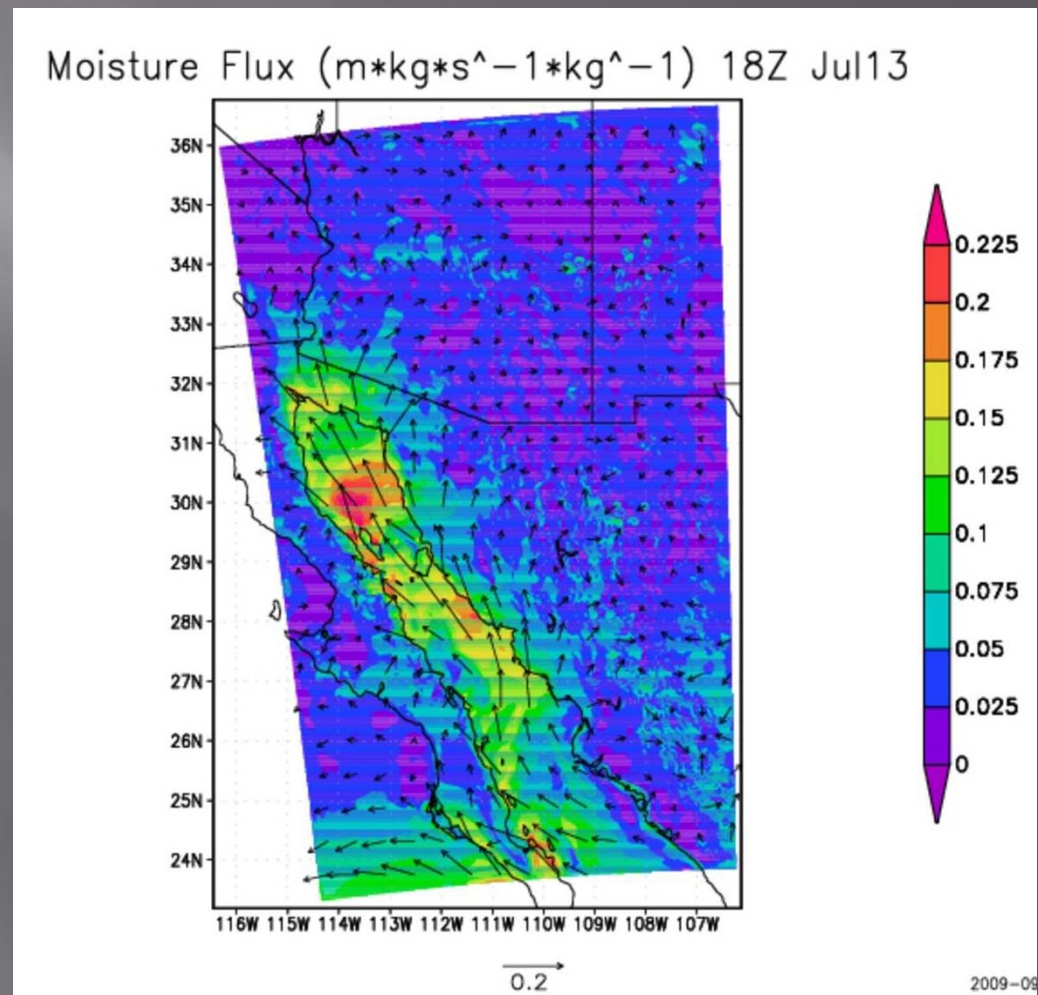 Moisture Flux (m*kg*s^-1*kg^-1) 18Z Jul13
36N
35N
34N
33N
32N
31N
30N
29N
28N
27N
26N
25N
24N
116W 115W 114W 113W 112W 111W 110W 109W 108W 107W
0.225
0.2
0.175
0.15
0.125
0.1
0.075
0.05
0.025
0
0.2
2009-09